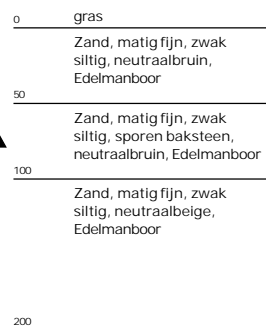 0 gras
Zand, matig fijn, zwak
siltig, neutraalbruin,
Edelmanboor
50
Zand, matig fijn, zwak
siltig, sporen baksteen,
neutraalbruin, Edelmanboor
100
Zand, matig fijn, zwak
siltig, neutraalbeige,
Edelmanboor
200